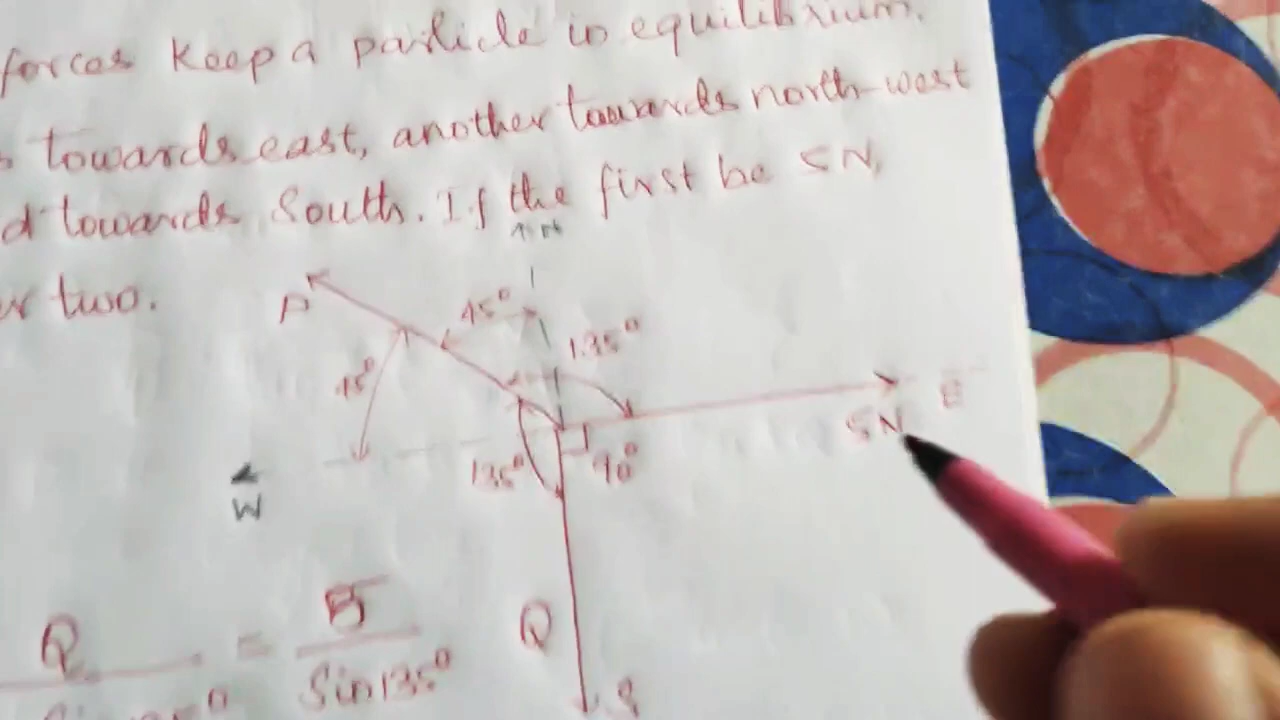 forces keep a particle in equilibrium.
towards east, another towards north-west
d towards South. If the first be 5N,
two.
N
P
45°
135°
45°
E
5N
135°
90°
W
Q = 5
Sin135°
Q
S